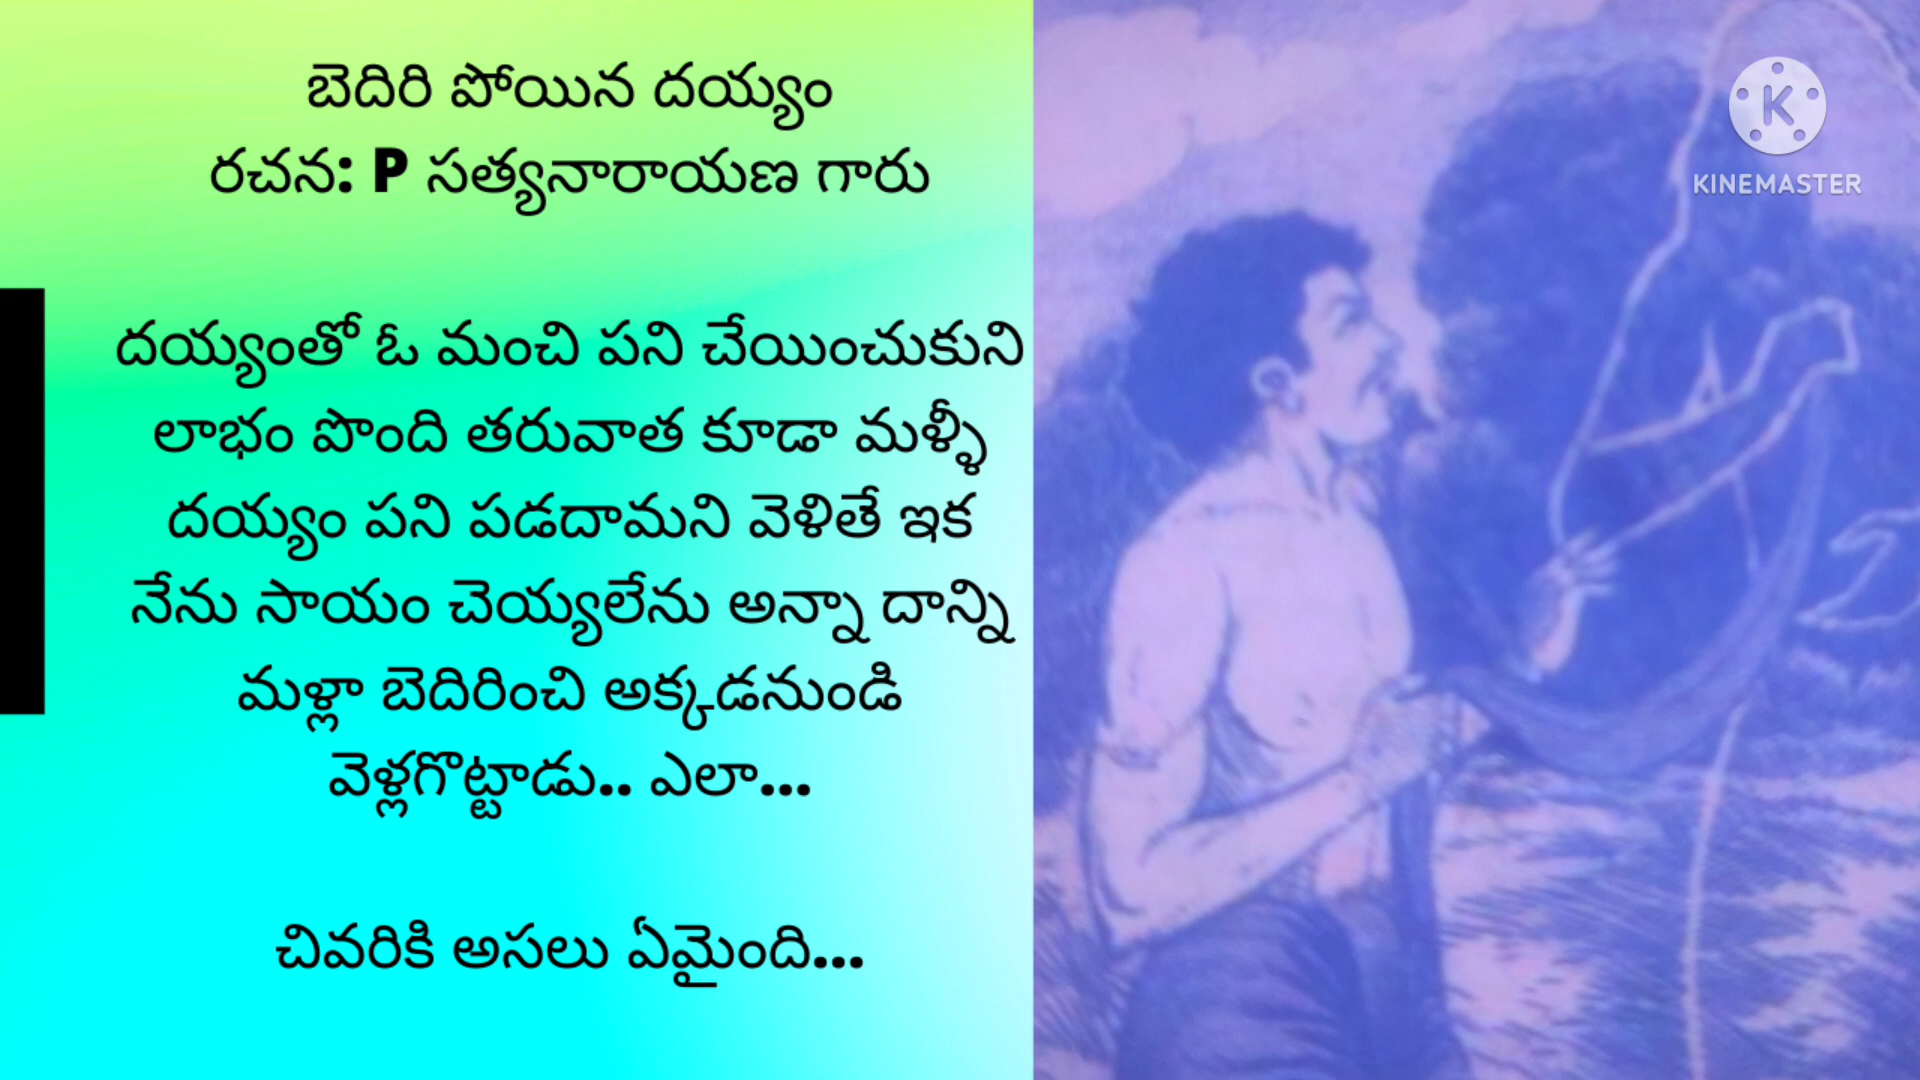 బెదిరి పోయిన దయ్యం
రచన: P సత్యనారాయణ గారు
దయ్యంతో ఓ మంచి పని చేయించుకుని
లాభం పొంది తరువాత కూడా మళ్ళీ
దయ్యం పని పడదామని వెళితే ఇక
నేను సాయం చెయ్యలేను అన్నా దాన్ని
మళ్లా బెదిరించి అక్కడనుండి
వెళ్లగొట్టాడు.. ఎలా...
చివరికి అసలు ఏమైంది...
K
KINEMASTER